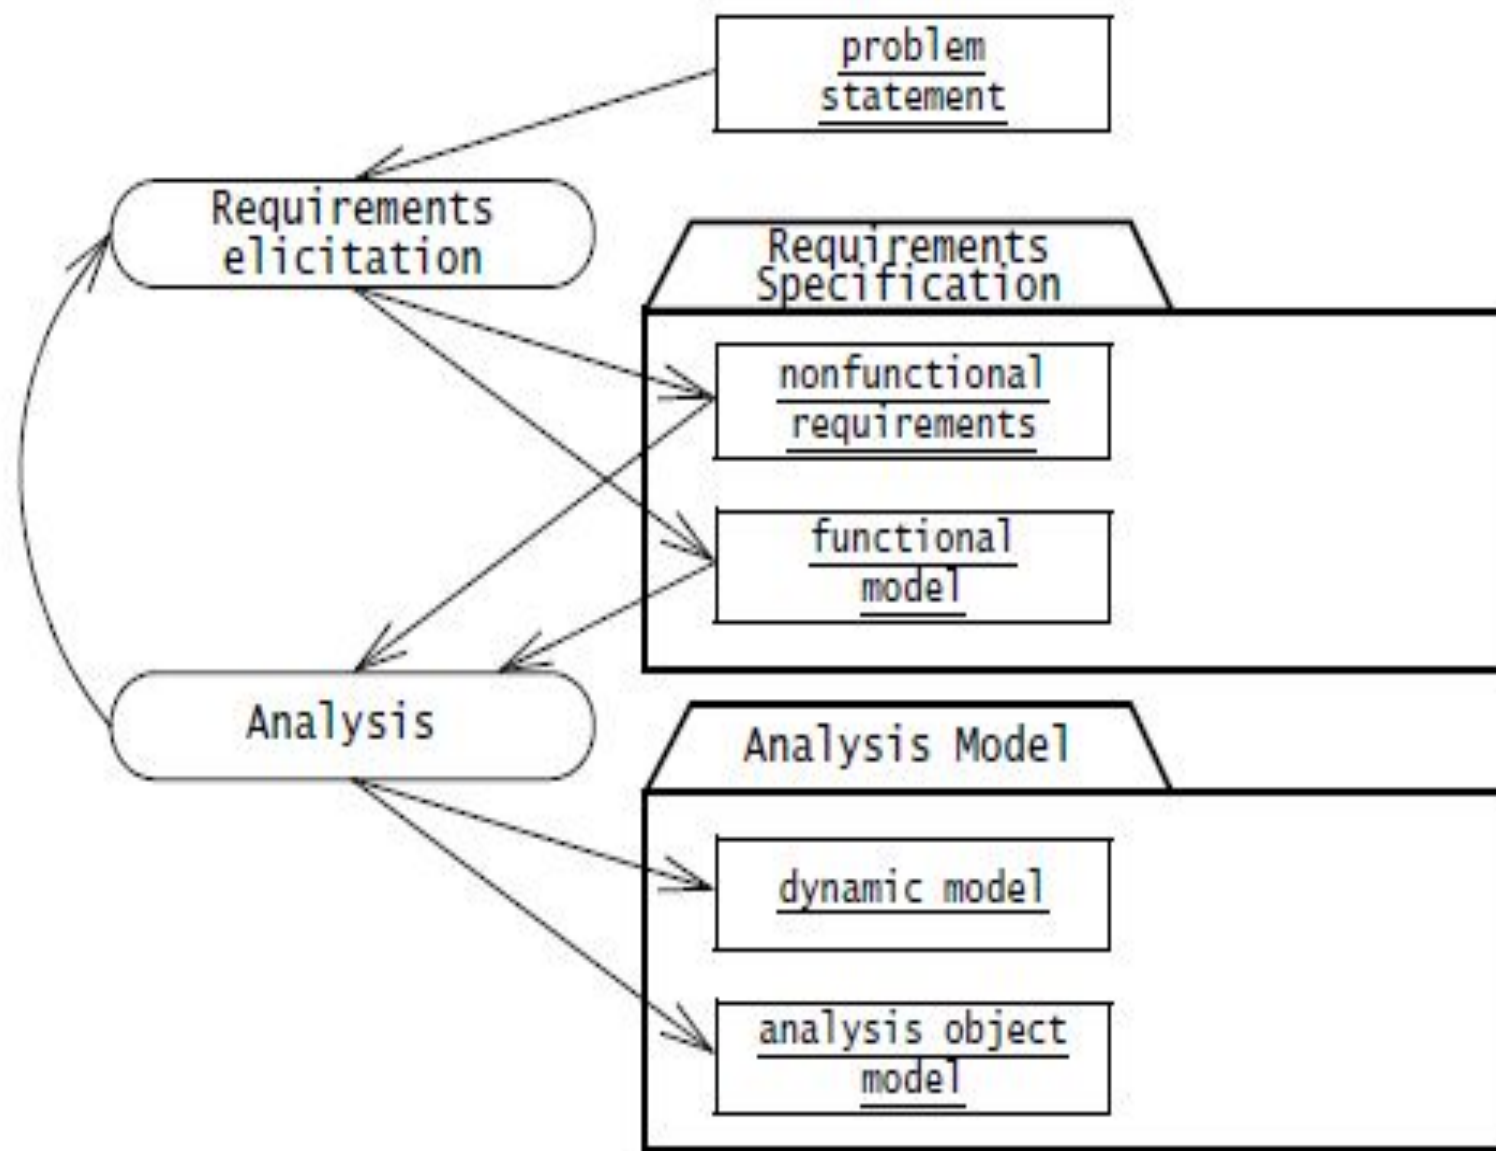 problem
statement
Requirements
elicitation
Requirements
Specification
nonfunctional
requirements
functional
model
Analysis
Analysis Model
dynamic model
analysis object
model